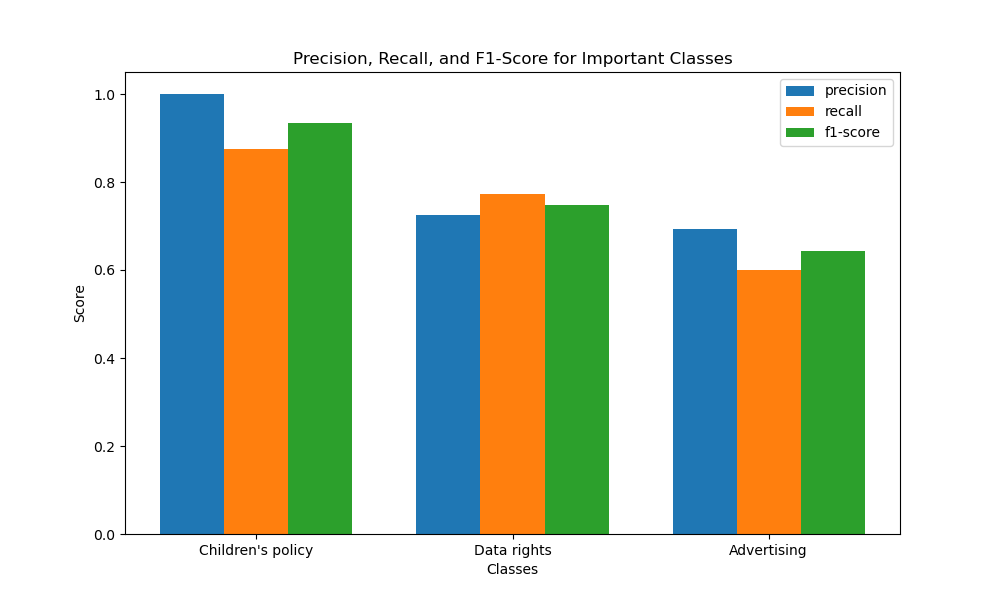 Precision, Recall, and F1-Score for Important Classes
precision
recall
f1-score
1.0
0.8
0.6
0.4
0.2
0.0
Score
Children's policy
Data rights
Advertising
Classes